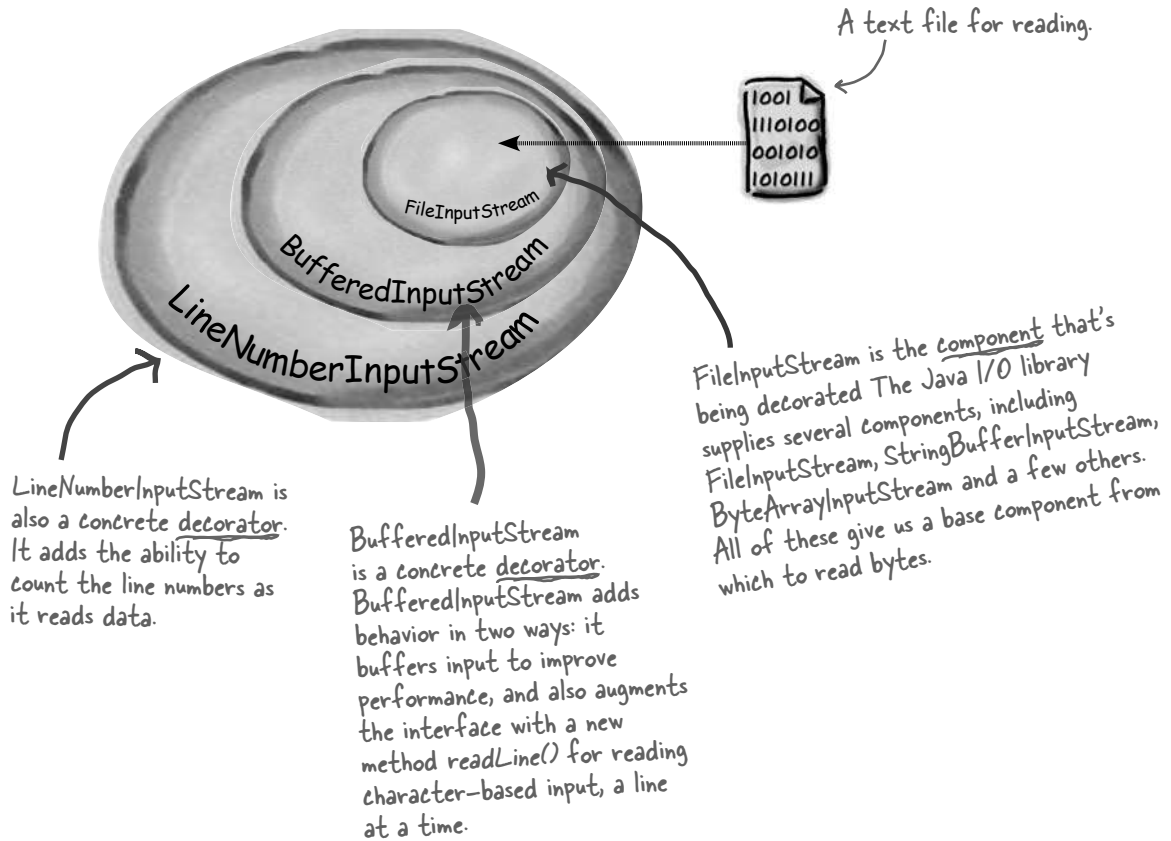 A text file for reading.
1001
1110100
001010
1010111
FileInputStream
BufferedInputStream
LineNumberInputStream
FileInputStream is the component that's
being decorated The Java I/O library
supplies several components, including
FileInputStream, StringBufferInputStream,
ByteArrayInputStream and a few others.
All of these give us a base component from
which to read bytes.
LineNumberInputStream is
also a concrete decorator.
It adds the ability to
count the line numbers as
it reads data.
BufferedInputStream
is a concrete decorator.
BufferedInputStream adds
behavior in two ways: it
buffers input to improve
performance, and also augments
the interface with a new
method readLine() for reading
character-based input, a line
at a time.